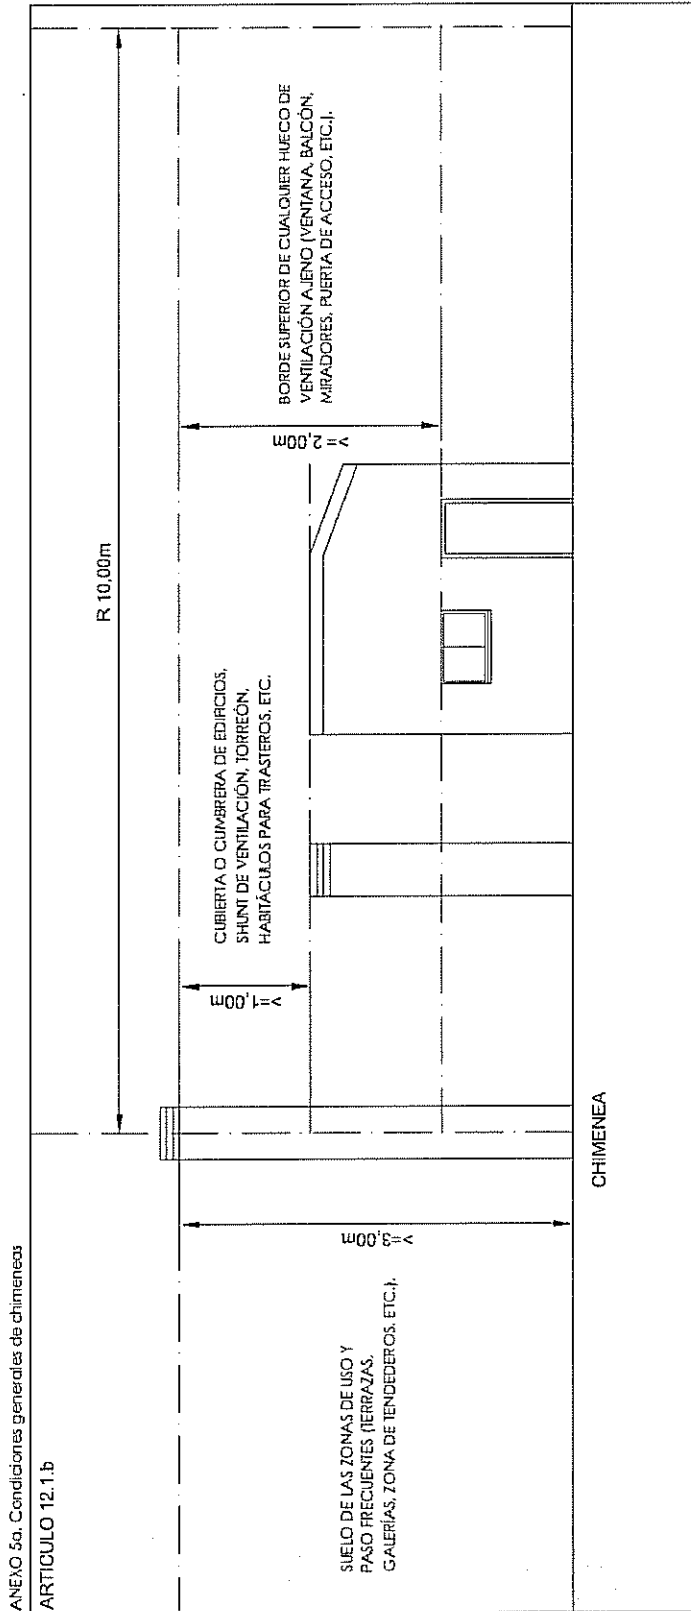 ANEXO 5a. Condiciones generales de chimeneas
ARTICULO 12.1.b
R 10,00m
SUELO DE LAS ZONAS DE USO Y
PASO FRECUENTES (TERRAZAS,
GALERÍAS, ZONA DE TENDEDEROS, ETC.).
>=3,00m
CHIMENEA
>=1,00m
CUBIERTA O CUMBRERA DE EDIFICIOS,
SHUNT DE VENTILACIÓN, TORREÓN,
HABITÁCULOS PARA TRASTEROS, ETC.
>=2,00m
BORDE SUPERIOR DE CUALQUIER HUECO DE
VENTILACIÓN AJENO (VENTANA, BALCÓN,
MIRADORES, PUERTA DE ACCESO, ETC.).